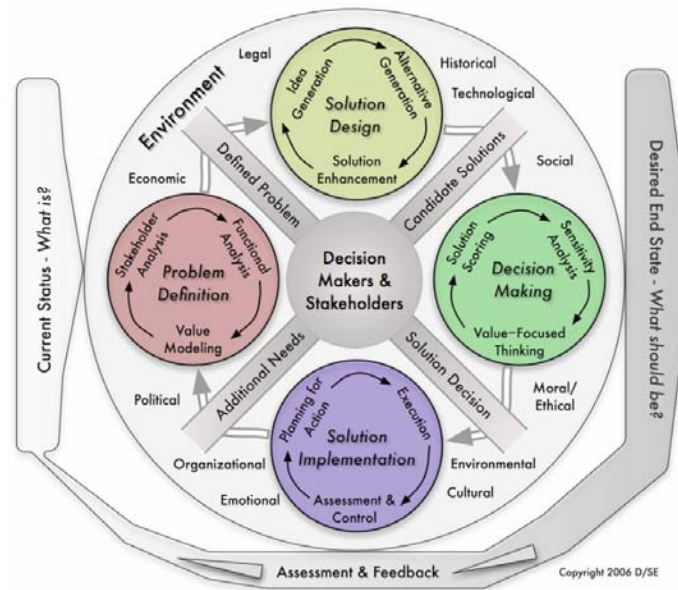 Legal
Historical
Technological
Environment
Idea
Generation
Alternative
Generation
Solution
Design
Solution
Enhancement
Defined Problem
Candidate Solutions
Economic
Social
Current Status - What is?
Desired End State - What should be?
Stakeholder
Analysis
Functional
Analysis
Problem
Definition
Value
Modeling
Decision
Makers &
Stakeholders
Solution
Scoring
Sensitivity
Analysis
Decision
Making
Value-Focused
Thinking
Additional Needs
Solution Decision
Political
Moral/
Ethical
Planning for
Action
Execution
Solution
Implementation
Assessment &
Control
Organizational
Environmental
Emotional
Cultural
Assessment & Feedback
Copyright 2006 D/SE